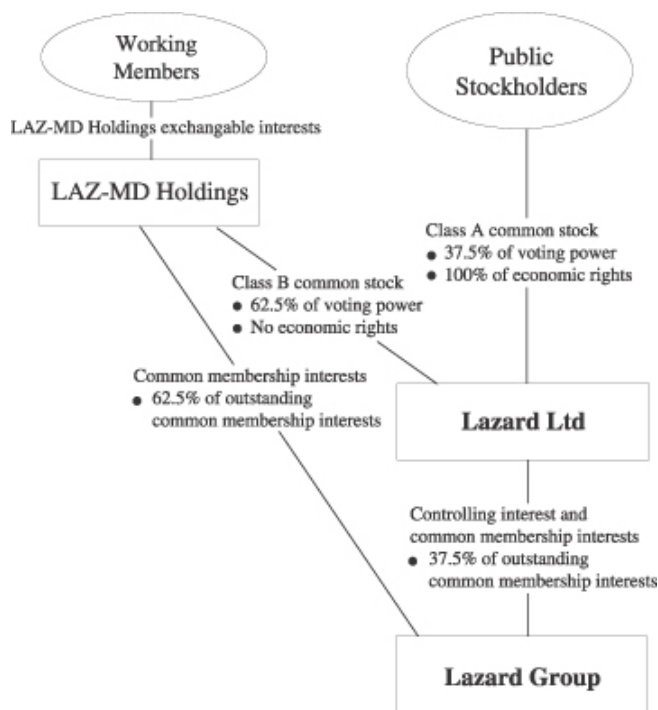 Working
Members
Public
Stockholders
LAZ-MD Holdings exchangable interests
LAZ-MD Holdings
Class A common stock
● 37.5% of voting power
● 100% of economic rights
Class B common stock
● 62.5% of voting power
● No economic rights
Common membership interests
● 62.5% of outstanding
common membership interests
Lazard Ltd
Controlling interest and
common membership interests
● 37.5% of outstanding
common membership interests
Lazard Group